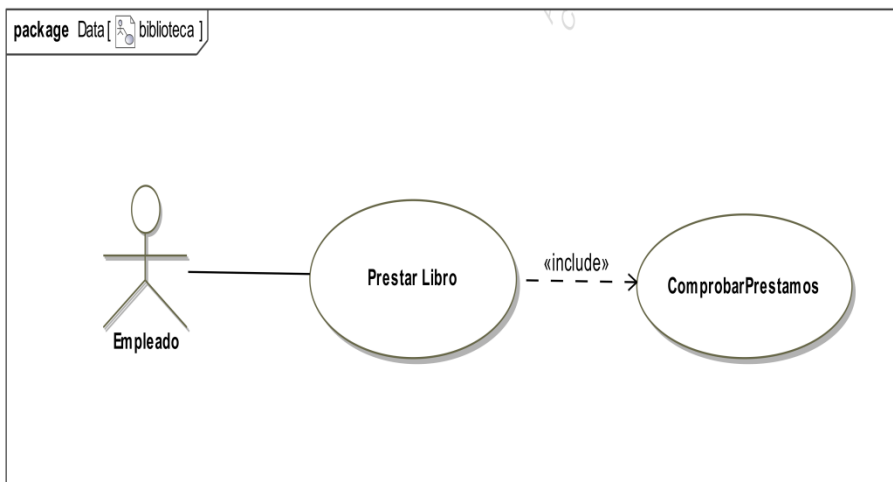 package Data [ biblioteca ]
«include»
Prestar Libro
ComprobarPrestamos
Empleado